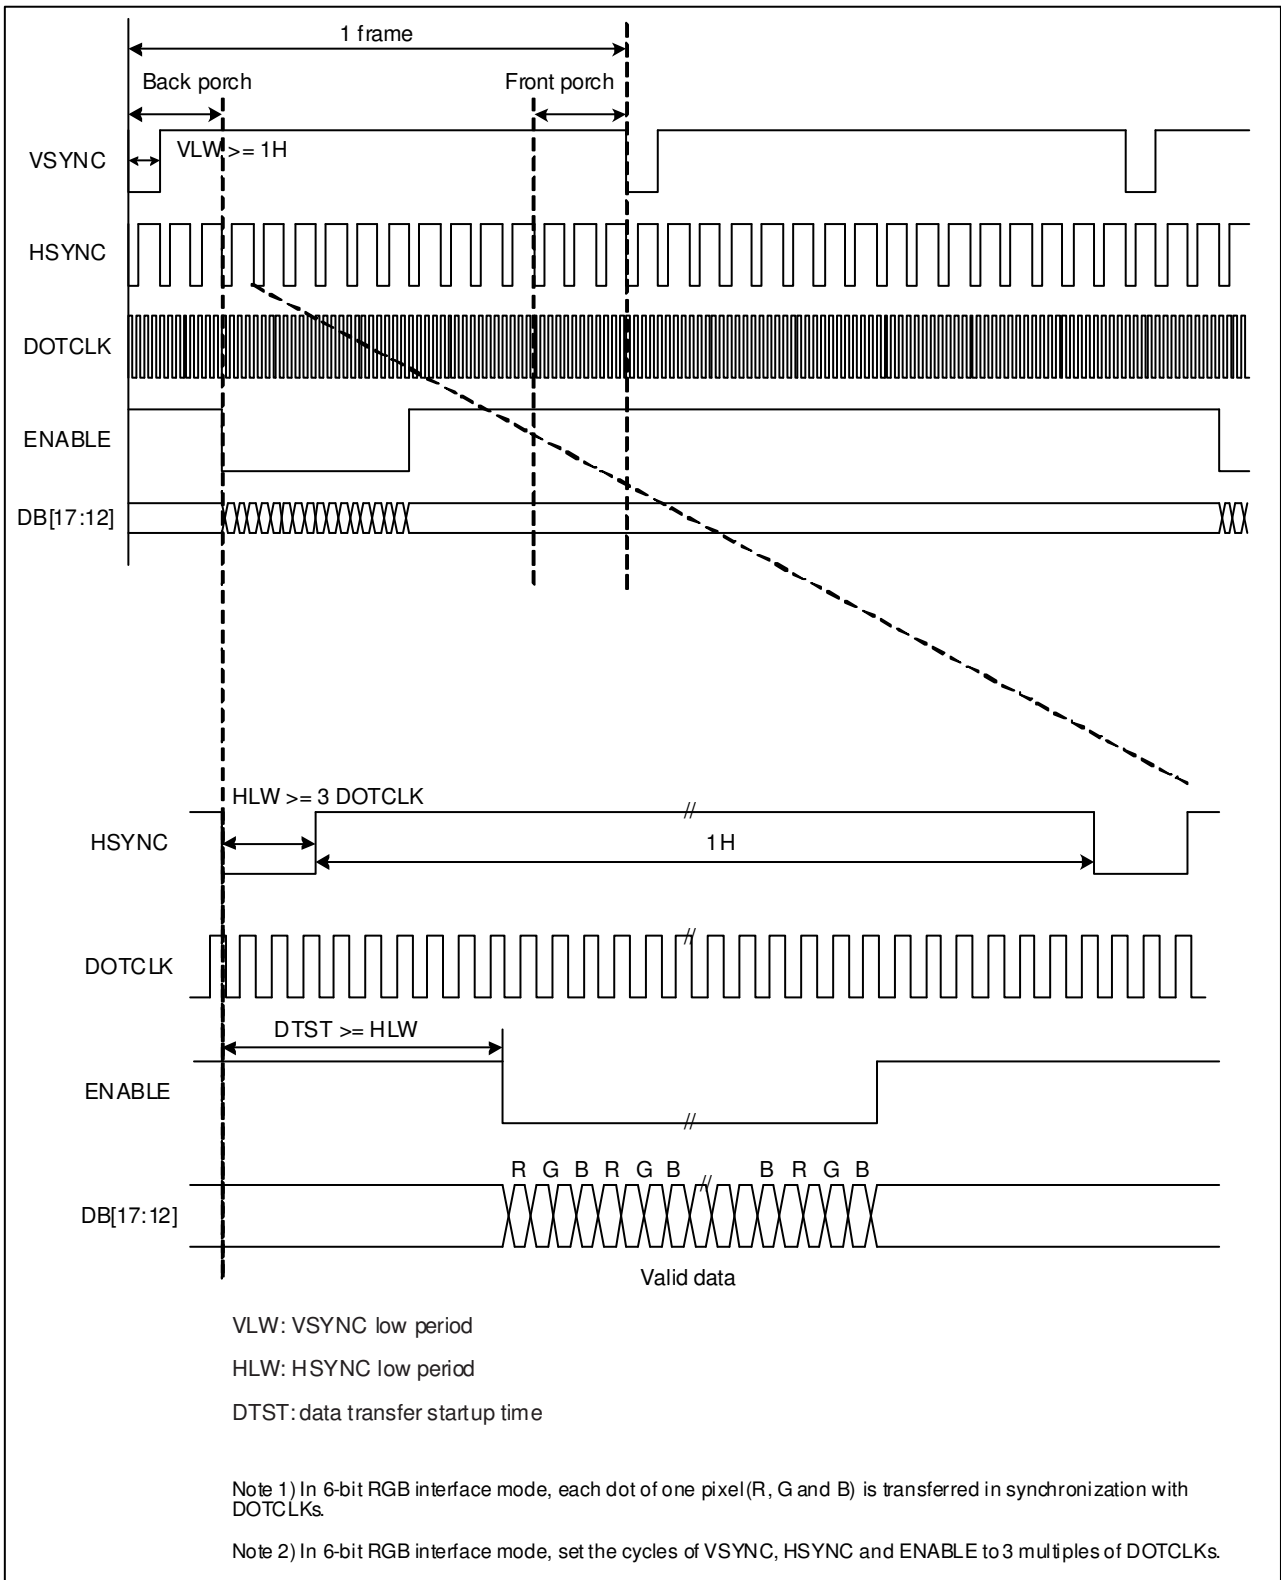 1 frame
Back porch
Front porch
VLW >= 1H
VSYNC
HSYNC
DOTCLK
ENABLE
DB[17:12]
HLW >= 3 DOTCLK
HSYNC
1H
DOTCLK
DTST >= HLW
ENABLE
R G B R G B // B R G B
DB[17:12]
Valid data
VLW: VSYNC low period
HLW: HSYNC low period
DTST: data transfer startup time
Note 1) In 6-bit RGB interface mode, each dot of one pixel (R, G and B) is transferred in synchronization with
DOTCLKs.
Note 2) In 6-bit RGB interface mode, set the cycles of VSYNC, HSYNC and ENABLE to 3 multiples of DOTCLKs.